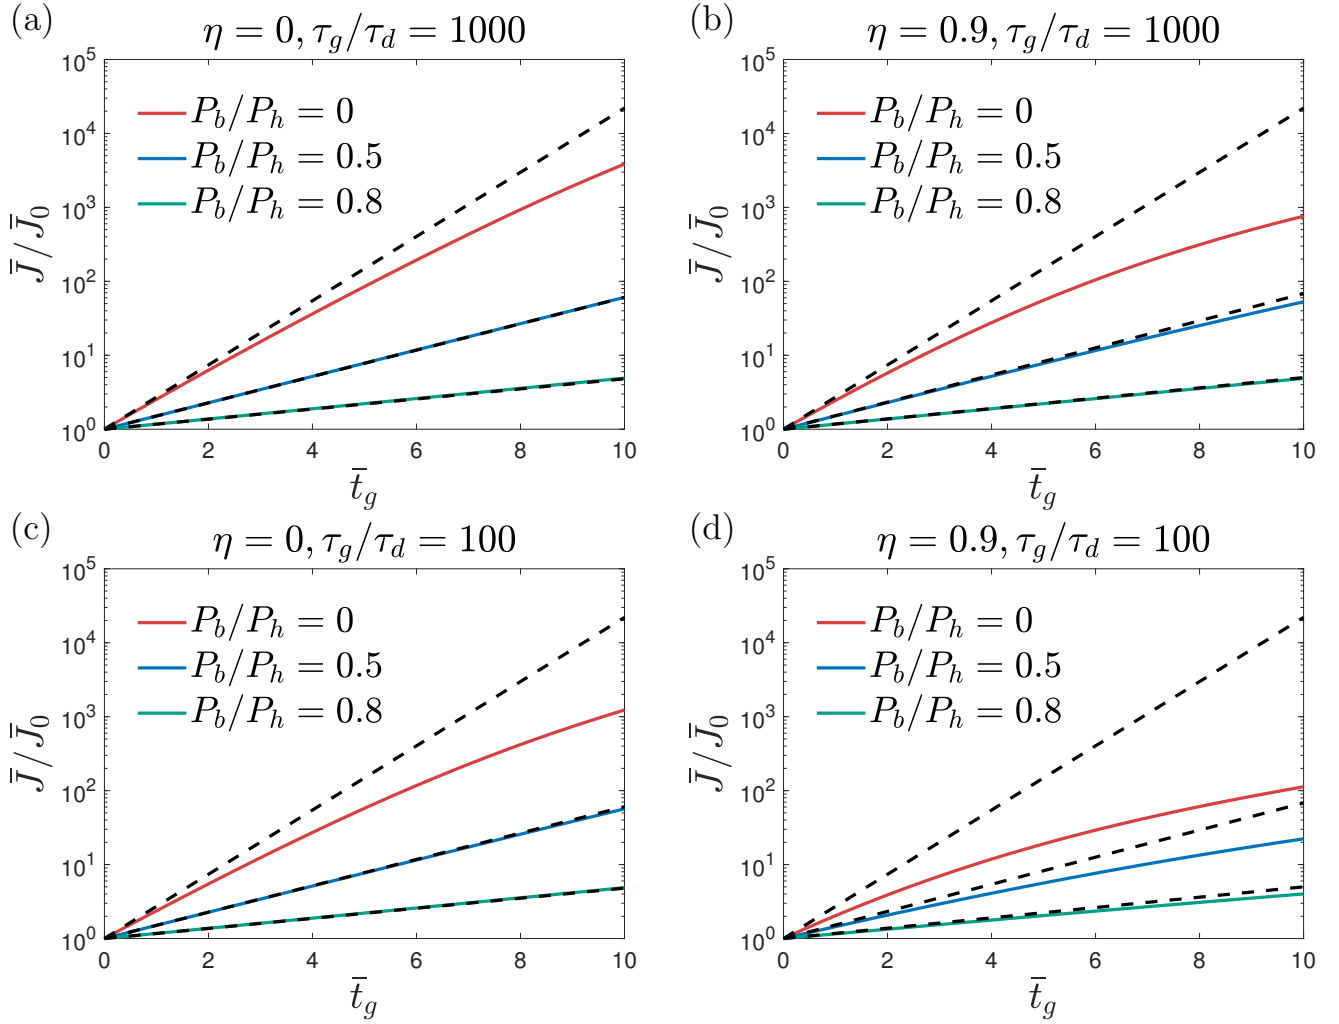 (a)
η = 0, τ_g/τ_d = 1000
10^5
10^4
10^3
10^2
10^1
10^0
J̄/J̄_0
P_b/P_h = 0
P_b/P_h = 0.5
P_b/P_h = 0.8
0 2 4 6 8 10
t̄_g
(b)
η = 0.9, τ_g/τ_d = 1000
10^5
10^4
10^3
10^2
10^1
10^0
J̄/J̄_0
P_b/P_h = 0
P_b/P_h = 0.5
P_b/P_h = 0.8
0 2 4 6 8 10
t̄_g
(c)
η = 0, τ_g/τ_d = 100
10^5
10^4
10^3
10^2
10^1
10^0
J̄/J̄_0
P_b/P_h = 0
P_b/P_h = 0.5
P_b/P_h = 0.8
0 2 4 6 8 10
t̄_g
(d)
η = 0.9, τ_g/τ_d = 100
10^5
10^4
10^3
10^2
10^1
10^0
J̄/J̄_0
P_b/P_h = 0
P_b/P_h = 0.5
P_b/P_h = 0.8
0 2 4 6 8 10
t̄_g